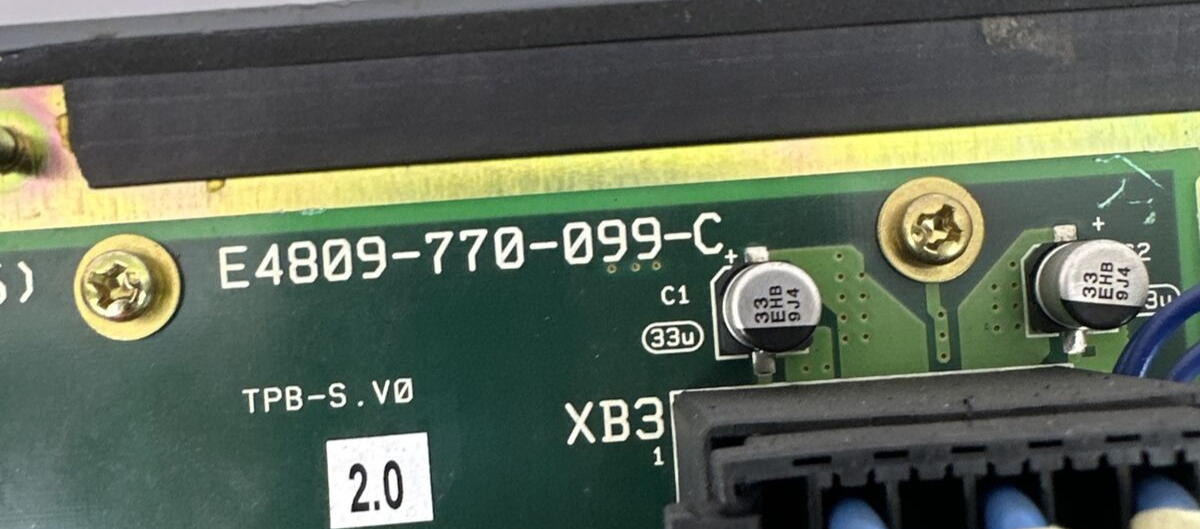 E4809-770-099-C
+
+
C1
33u
33
EHB
9J4
33
EHB
9J4
TPB-S.V0
XB3
1
2.0